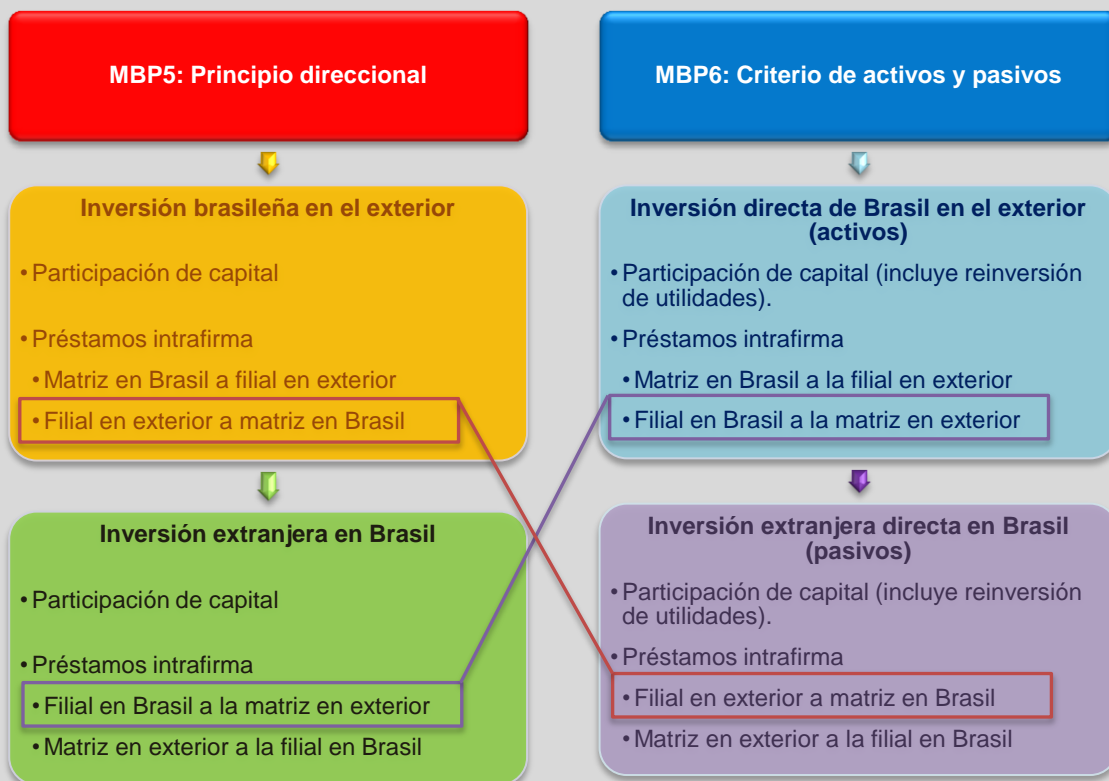 MBP5: Principio direccional
Inversión brasileña en el exterior
• Participación de capital
• Préstamos intrafirma
• Matriz en Brasil a filial en exterior
• Filial en exterior a matriz en Brasil
Inversión extranjera en Brasil
• Participación de capital
• Préstamos intrafirma
• Filial en Brasil a la matriz en exterior
• Matriz en exterior a la filial en Brasil
MBP6: Criterio de activos y pasivos
Inversión directa de Brasil en el exterior
(activos)
• Participación de capital (incluye reinversión
de utilidades).
• Préstamos intrafirma
• Matriz en Brasil a la filial en exterior
• Filial en Brasil a la matriz en exterior
Inversión extranjera directa en Brasil
(pasivos)
• Participación de capital (incluye reinversión
de utilidades).
• Préstamos intrafirma
• Filial en exterior a matriz en Brasil
• Matriz en exterior a la filial en Brasil